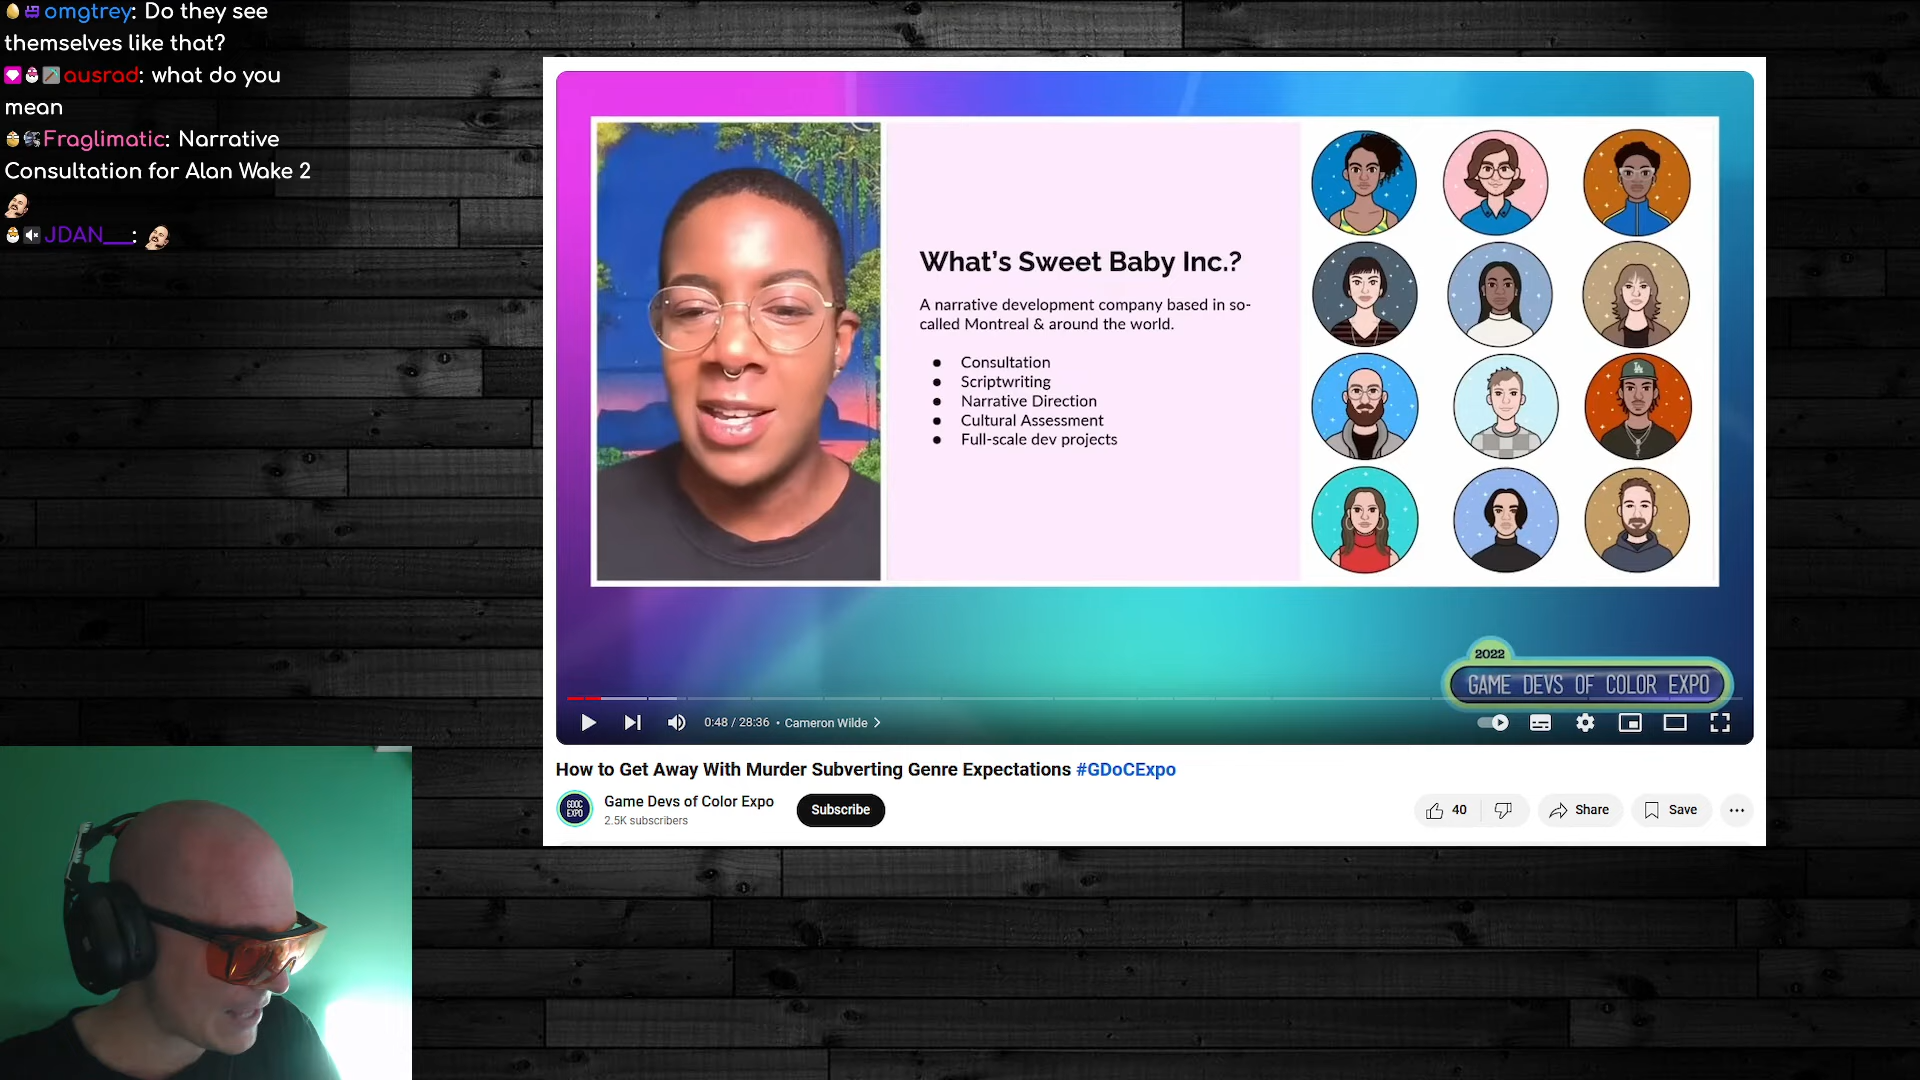 omgtrey: Do they see
themselves like that?
ausrad: what do you
mean
Fraglimatic: Narrative
Consultation for Alan Wake 2
JDAN___:
What's Sweet Baby Inc.?
A narrative development company based in so-
called Montreal & around the world.
● Consultation
● Scriptwriting
● Narrative Direction
● Cultural Assessment
● Full-scale dev projects
LA
2022
GAME DEVS OF COLOR EXPO
0:48 / 28:36 • Cameron Wilde >
How to Get Away With Murder Subverting Genre Expectations #GDoCExpo
GDOC
EXPO
Game Devs of Color Expo
2.5K subscribers
Subscribe
40
Share
Save